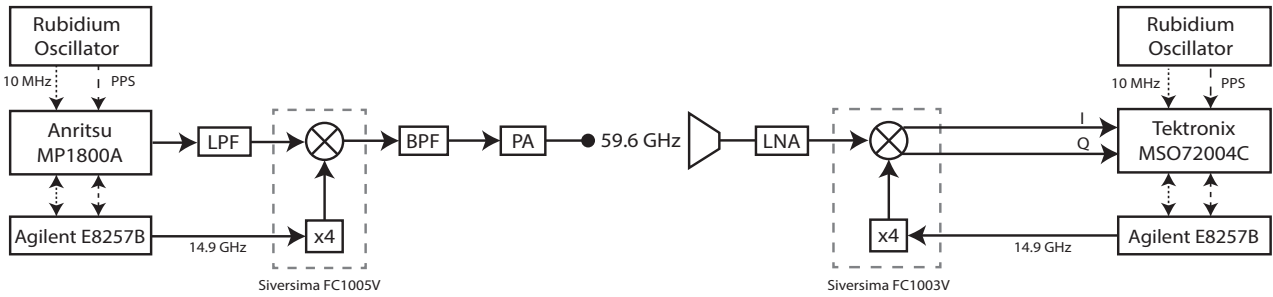 Rubidium
Oscillator
10 MHz
PPS
Anritsu
MP1800A
LPF
BPF
PA
59.6 GHz
Agilent E8257B
14.9 GHz
x4
Siversima FC1005V
LNA
I
Q
Rubidium
Oscillator
10 MHz
PPS
Tektronix
MSO72004C
x4
14.9 GHz
Agilent E8257B
Siversima FC1003V